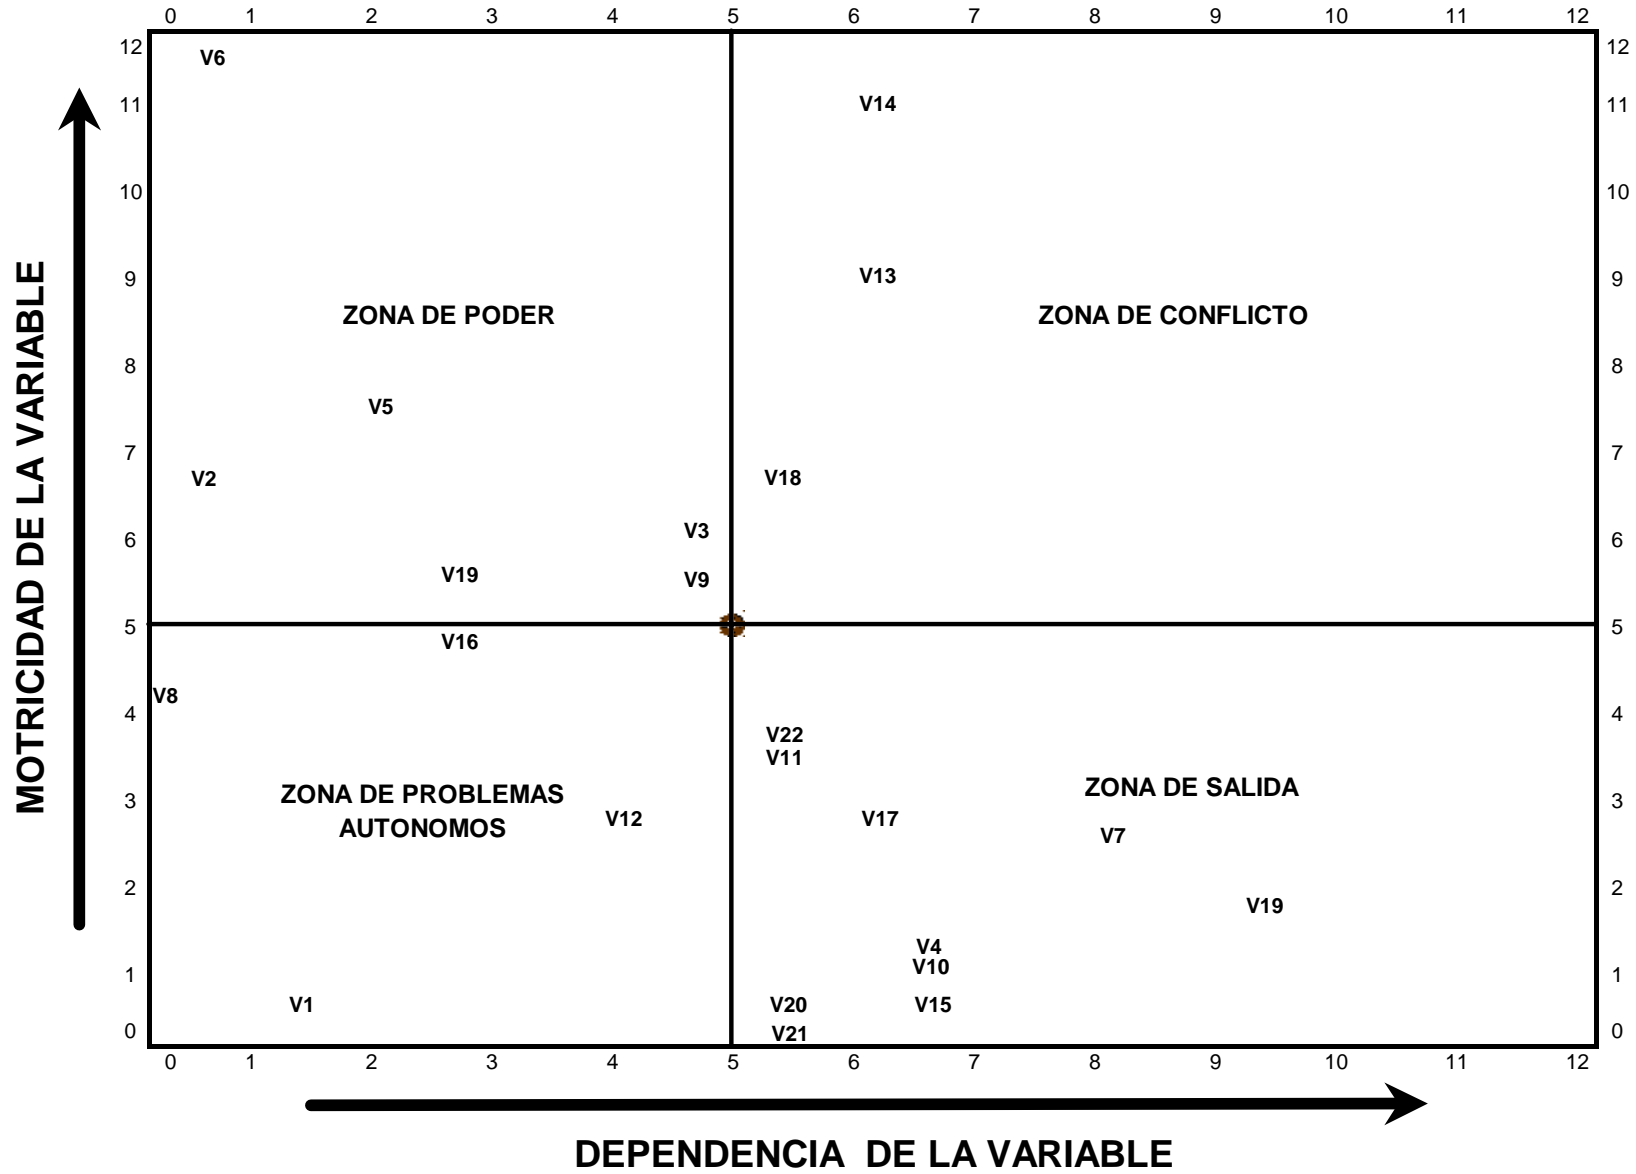 0 1 2 3 4 5 6 7 8 9 10 11 12
12 V6 12
11 V14 11
10 10
9 V13 9
ZONA DE PODER ZONA DE CONFLICTO
8 8
V5
7 7
V2 V18
V3
6 6
V19 V9
5 5
V16
V8
4 4
V22
V11
ZONA DE PROBLEMAS ZONA DE SALIDA
3 3
AUTONOMOS V12 V17 V7
2 2
V19
V4
V10
1 1
V1 V20 V15
0 V21 0
0 1 2 3 4 5 6 7 8 9 10 11 12
MOTRICIDAD DE LA VARIABLE
DEPENDENCIA DE LA VARIABLE